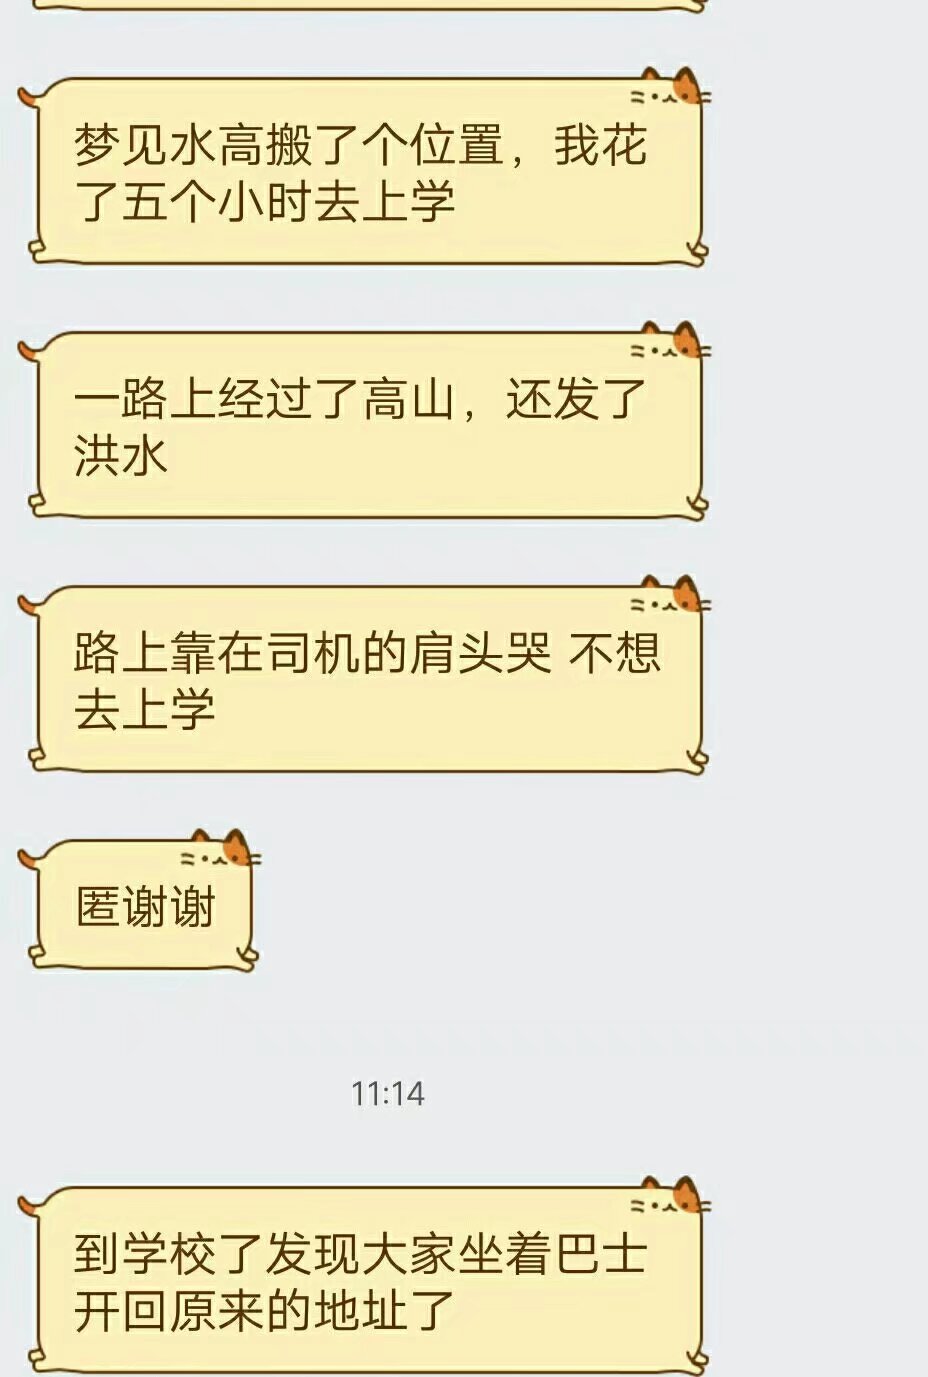 梦见水高搬了个位置，我花
了五个小时去上学
一路上经过了高山，还发了
洪水
路上靠在司机的肩头哭 不想
去上学
匿谢谢
11:14
到学校了发现大家坐着巴士
开回原来的地址了